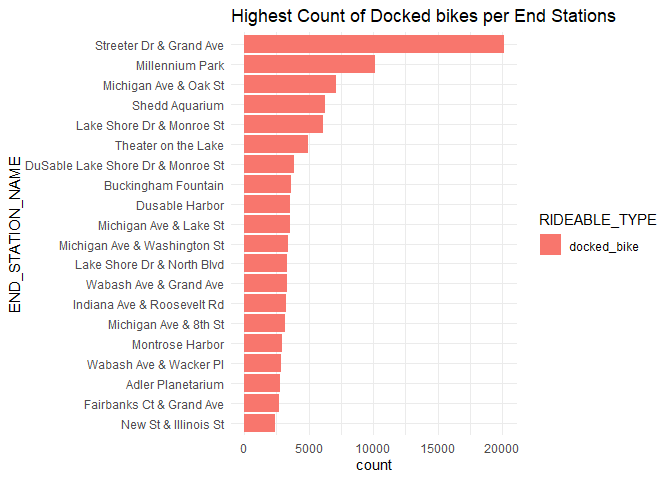 Highest Count of Docked bikes per End Stations
END_STATION_NAME
Streeter Dr & Grand Ave
Millennium Park
Michigan Ave & Oak St
Shedd Aquarium
Lake Shore Dr & Monroe St
Theater on the Lake
DuSable Lake Shore Dr & Monroe St
Buckingham Fountain
Dusable Harbor
Michigan Ave & Lake St
Michigan Ave & Washington St
Lake Shore Dr & North Blvd
Wabash Ave & Grand Ave
Indiana Ave & Roosevelt Rd
Michigan Ave & 8th St
Montrose Harbor
Wabash Ave & Wacker Pl
Adler Planetarium
Fairbanks Ct & Grand Ave
New St & Illinois St
0 5000 10000 15000 20000
count
RIDEABLE_TYPE
docked_bike